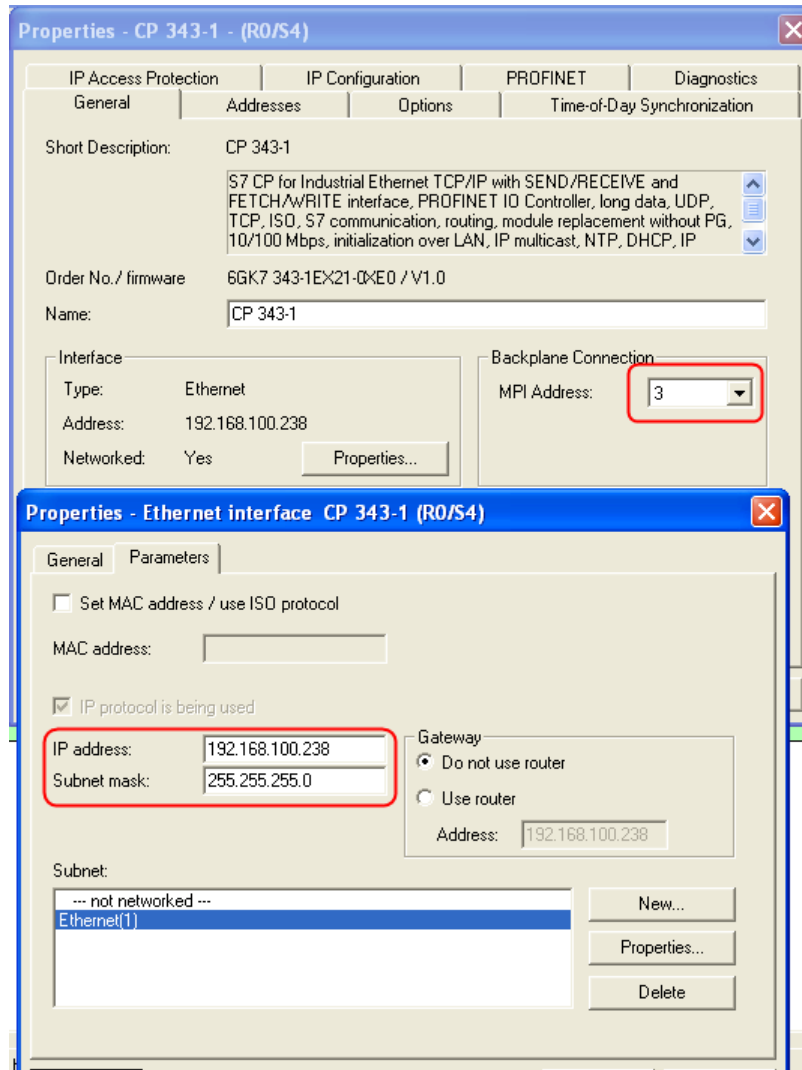 Properties - CP 343-1 - (R0/S4)
IP Access Protection IP Configuration PROFINET Diagnostics
General Addresses Options Time-of-Day Synchronization
Short Description: CP 343-1
S7 CP for Industrial Ethernet TCP/IP with SEND/RECEIVE and
FETCH/WRITE interface, PROFINET IO Controller, long data, UDP,
TCP, ISO, S7 communication, routing, module replacement without PG,
10/100 Mbps, initialization over LAN, IP multicast, NTP, DHCP, IP
Order No./ firmware 6GK7 343-1EX21-0XE0 / V1.0
Name: CP 343-1
Interface
Type: Ethernet
Address: 192.168.100.238
Networked: Yes
Properties...
Backplane Connection
MPI Address: 3
Properties - Ethernet interface CP 343-1 (R0/S4)
General Parameters
Set MAC address / use ISO protocol
MAC address:
IP protocol is being used
IP address: 192.168.100.238
Subnet mask: 255.255.255.0
Gateway
Do not use router
Use router
Address: 192.168.100.238
Subnet:
--- not networked ---
Ethernet(1)
New...
Properties...
Delete